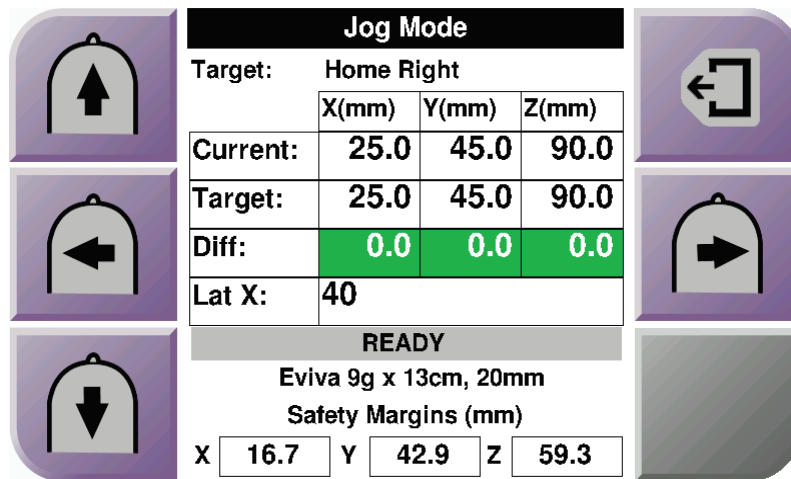 Jog Mode
Target: Home Right
X(mm) Y(mm) Z(mm)
Current: 25.0 45.0 90.0
Target: 25.0 45.0 90.0
Diff: 0.0 0.0 0.0
Lat X: 40
READY
Eviva 9g x 13cm, 20mm
Safety Margins (mm)
X 16.7 Y 42.9 Z 59.3